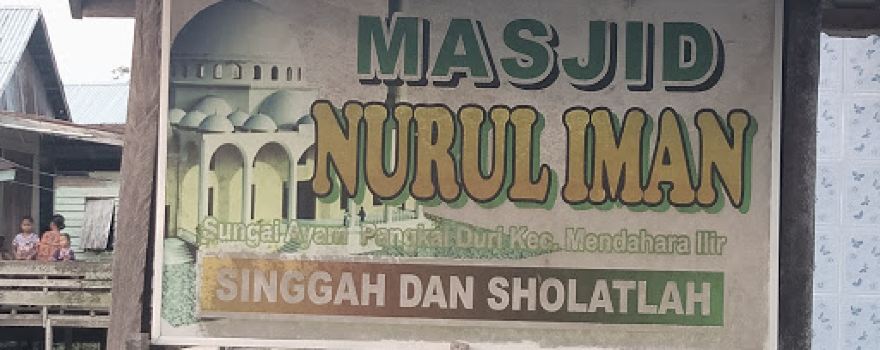 MASJID
NURUL IMAN
Sungai Ayam Pangkal Duri Kec. Mendahara Ilir
SINGGAH DAN SHOLATLAH